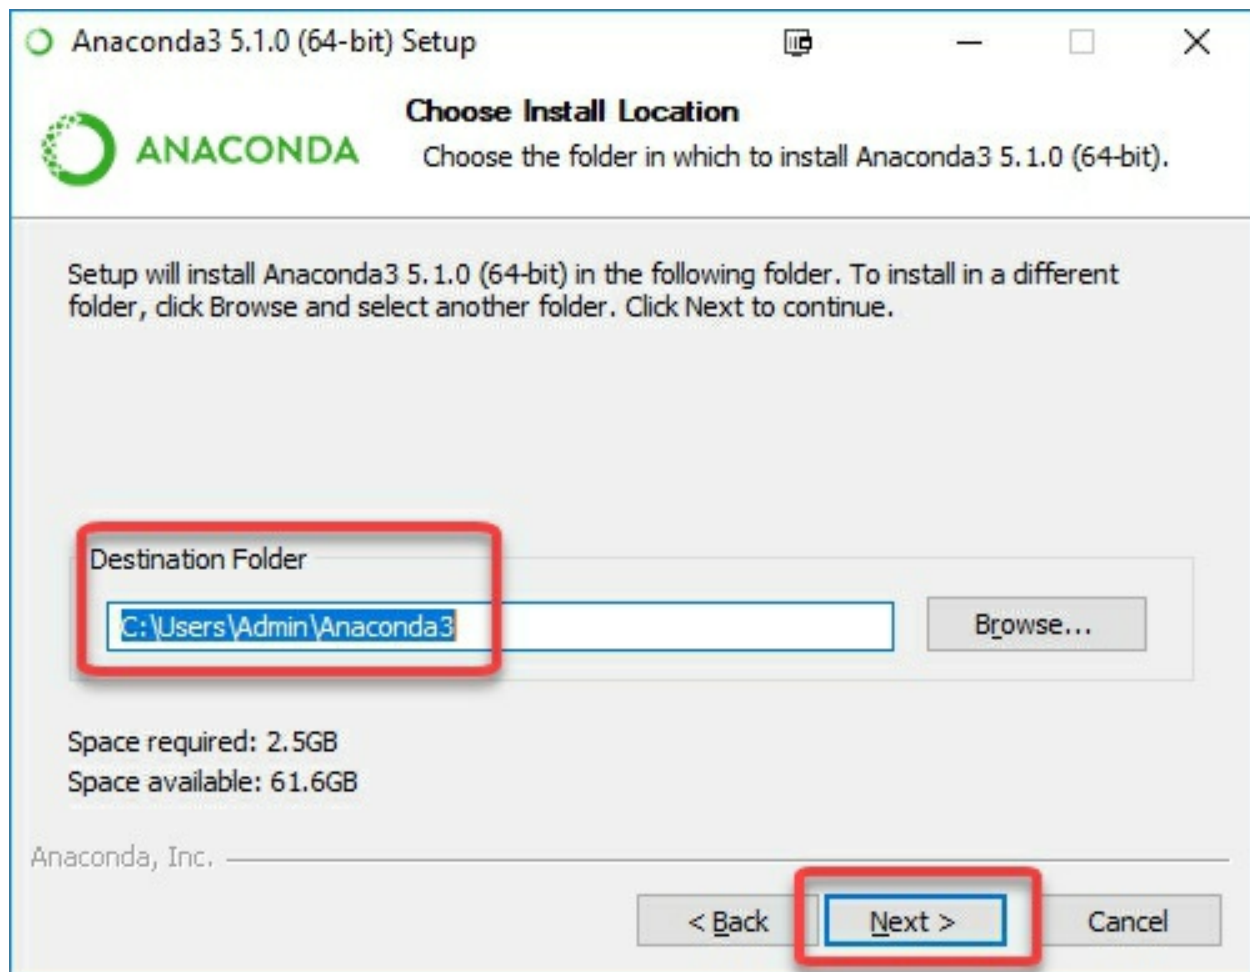 Anaconda3 5.1.0 (64-bit) Setup
ANACONDA
Choose Install Location
Choose the folder in which to install Anaconda3 5.1.0 (64-bit).
Setup will install Anaconda3 5.1.0 (64-bit) in the following folder. To install in a different
folder, click Browse and select another folder. Click Next to continue.
Destination Folder
C:\Users\Admin\Anaconda3
Browse...
Space required: 2.5GB
Space available: 61.6GB
Anaconda, Inc.
< Back
Next >
Cancel